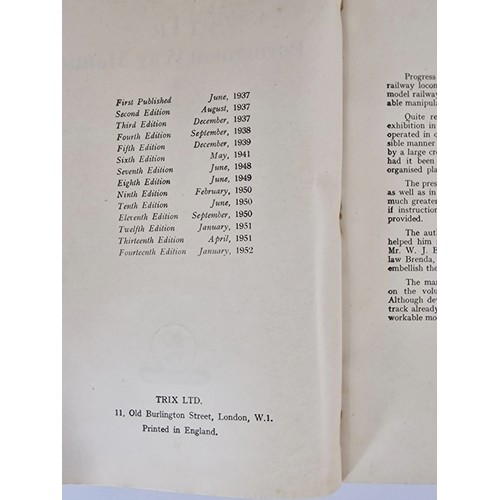 First Published June, 1937
Second Edition August, 1937
Third Edition December, 1937
Fourth Edition September, 1938
Fifth Edition December, 1939
Sixth Edition May, 1941
Seventh Edition June, 1948
Eighth Edition June, 1949
Ninth Edition February, 1950
Tenth Edition June, 1950
Eleventh Edition September, 1950
Twelfth Edition January, 1951
Thirteenth Edition April, 1951
Fourteenth Edition January, 1952
TRIX LTD.
11, Old Burlington Street, London, W.1.
Printed in England.
Progress
railway loco
model railway
able manipul
Quite re
exhibition in
operated in
sible manner
by a large cr
had it been
organised pla
The pres
as well as in
much greater
if instruction
provided.
The auth
helped him
Mr. W. J.
law Brenda,
embellish the
The man
on the volu
Although dev
track already
workable mo